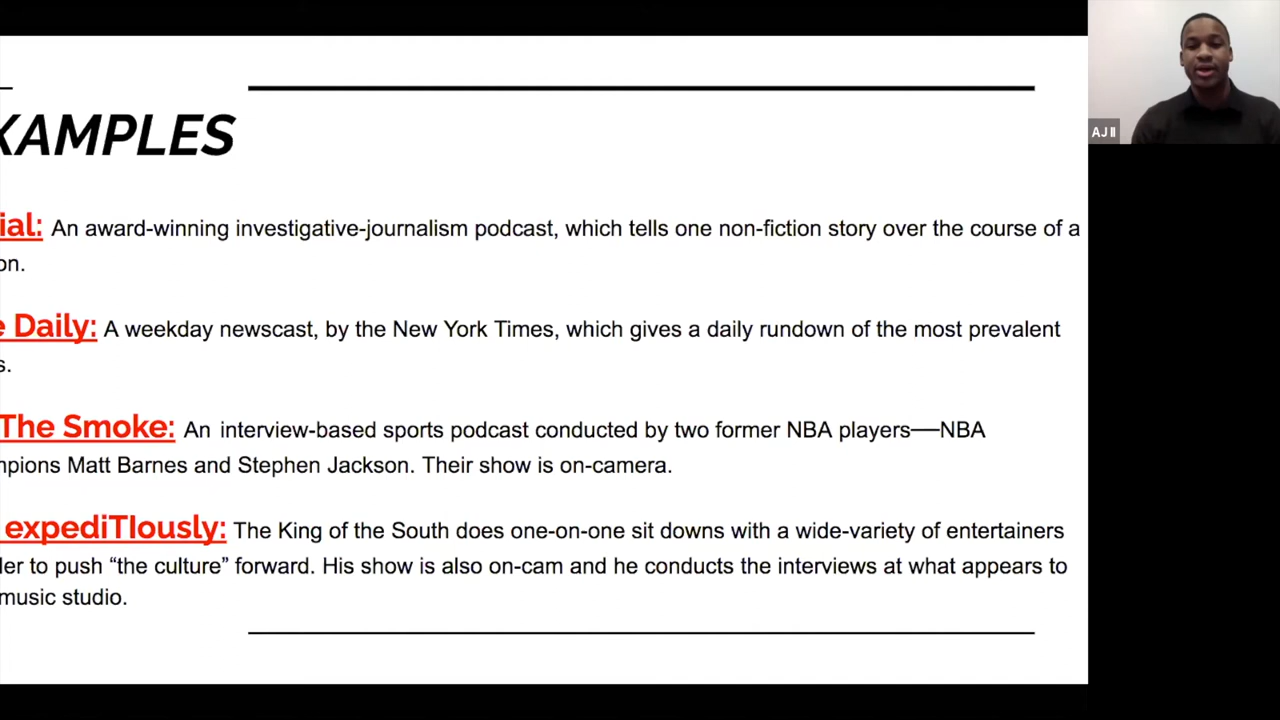 XAMPLES
AJ II
ial: An award-winning investigative-journalism podcast, which tells one non-fiction story over the course of a
on.
e Daily: A weekday newscast, by the New York Times, which gives a daily rundown of the most prevalent
s.
The Smoke: An interview-based sports podcast conducted by two former NBA players—NBA
mpions Matt Barnes and Stephen Jackson. Their show is on-camera.
expediTIously: The King of the South does one-on-one sit downs with a wide-variety of entertainers
der to push “the culture” forward. His show is also on-cam and he conducts the interviews at what appears to
music studio.